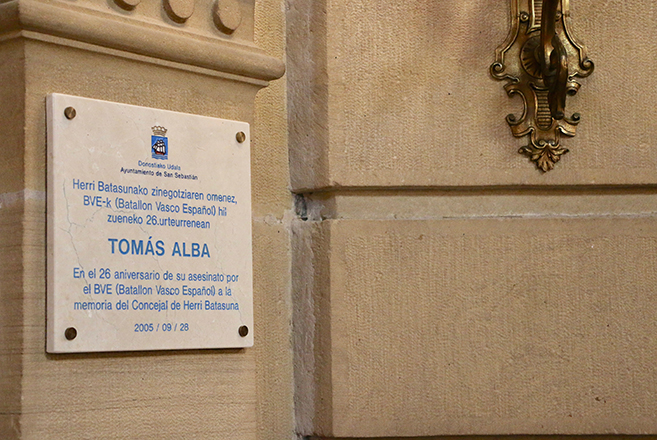 Donostiako Udala
Ayuntamiento de San Sebastián
Herri Batasunako zinegotziaren omenez,
BVE-k (Batallon Vasco Español) hil
zueneko 26.urteurrenean
TOMÁS ALBA
En el 26 aniversario de su asesinato por
el BVE (Batallon Vasco Español) a la
memoria del Concejal de Herri Batasuna
2005 / 09 / 28